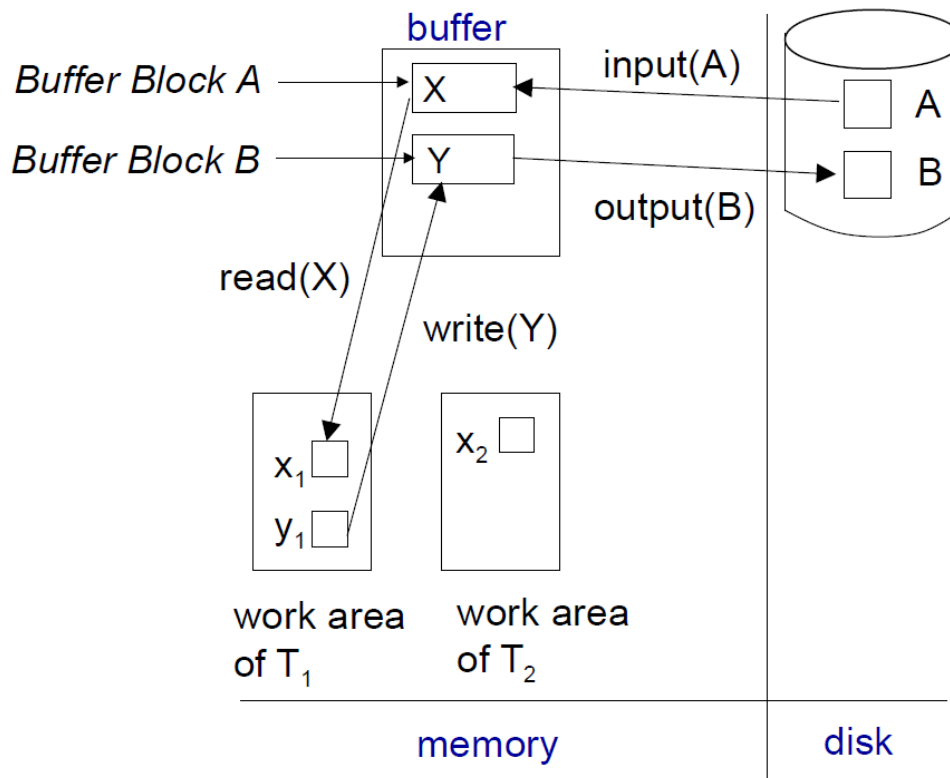 buffer
Buffer Block A
X
input(A)
A
Buffer Block B
Y
B
output(B)
read(X)
write(Y)
x₁
x₂
y₁
work area
of T₁
work area
of T₂
memory
disk